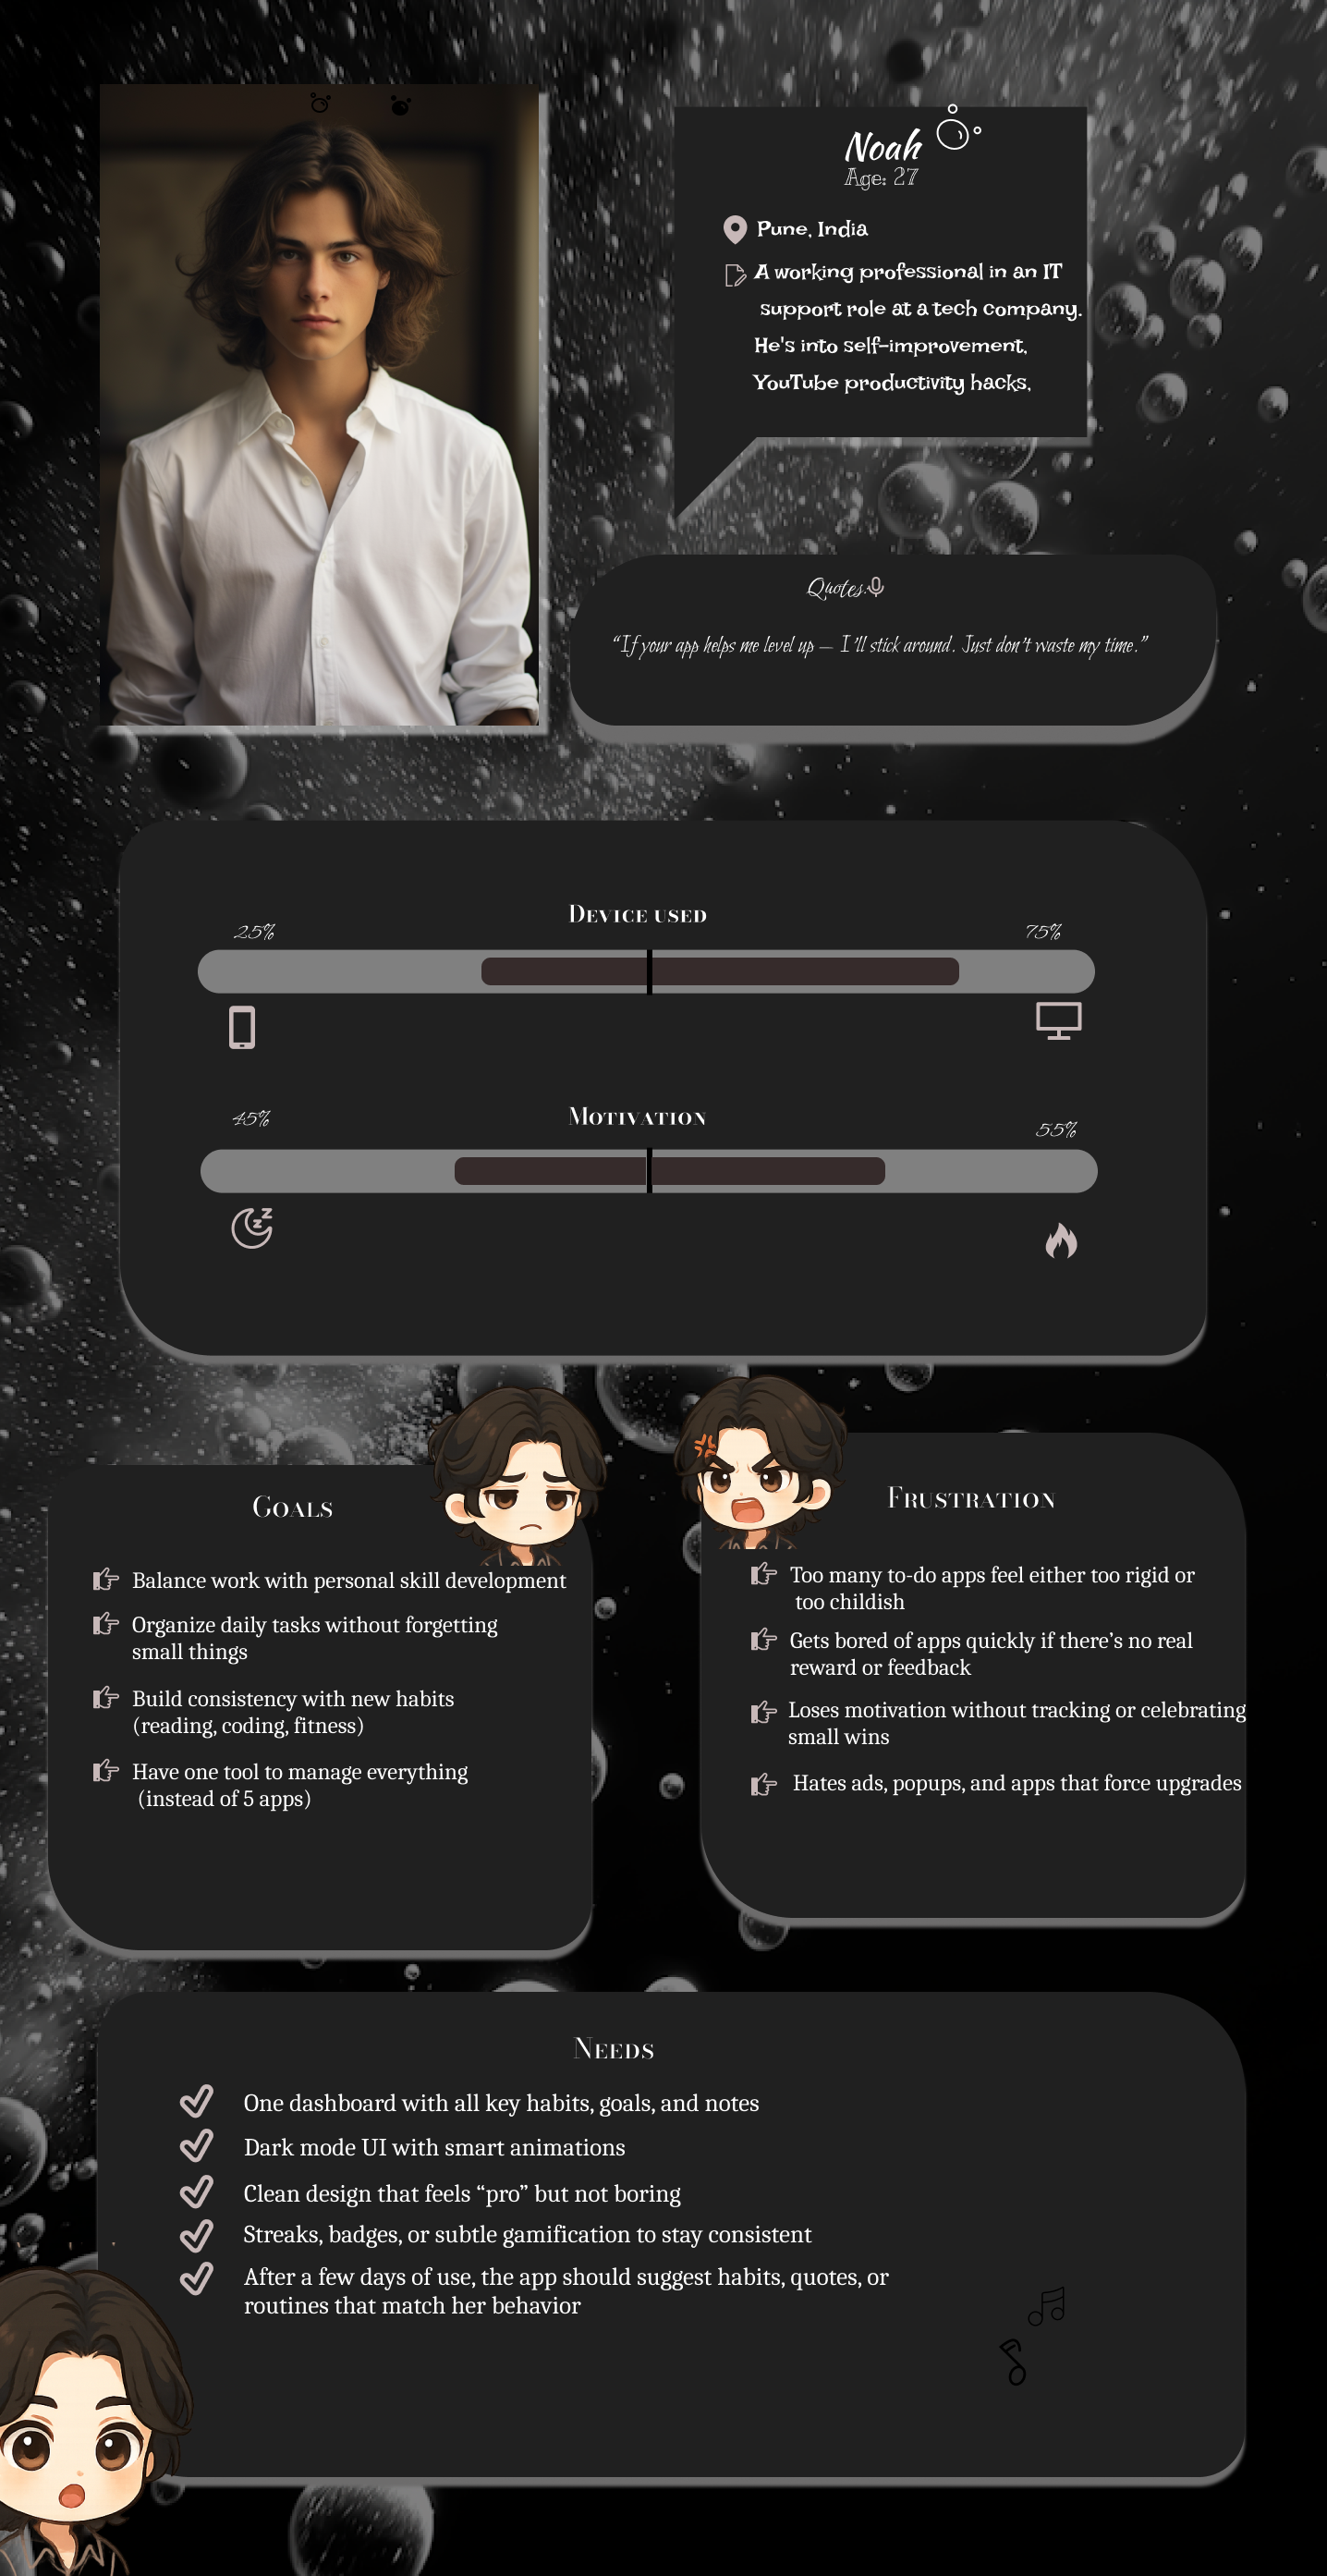 Noah
Age: 27
Pune, India
A working professional in an IT
support role at a tech company.
He's into self-improvement,
YouTube productivity hacks,
Quotes:
“If your app helps me level up – I'll stick around. Just don't waste my time.”
Device used
25%
75%
Motivation
45%
55%
Goals
Balance work with personal skill development
Organize daily tasks without forgetting
small things
Build consistency with new habits
(reading, coding, fitness)
Have one tool to manage everything
(instead of 5 apps)
Frustration
Too many to-do apps feel either too rigid or
too childish
Gets bored of apps quickly if there’s no real
reward or feedback
Loses motivation without tracking or celebrating
small wins
Hates ads, popups, and apps that force upgrades
Needs
One dashboard with all key habits, goals, and notes
Dark mode UI with smart animations
Clean design that feels “pro” but not boring
Streaks, badges, or subtle gamification to stay consistent
After a few days of use, the app should suggest habits, quotes, or
routines that match her behavior